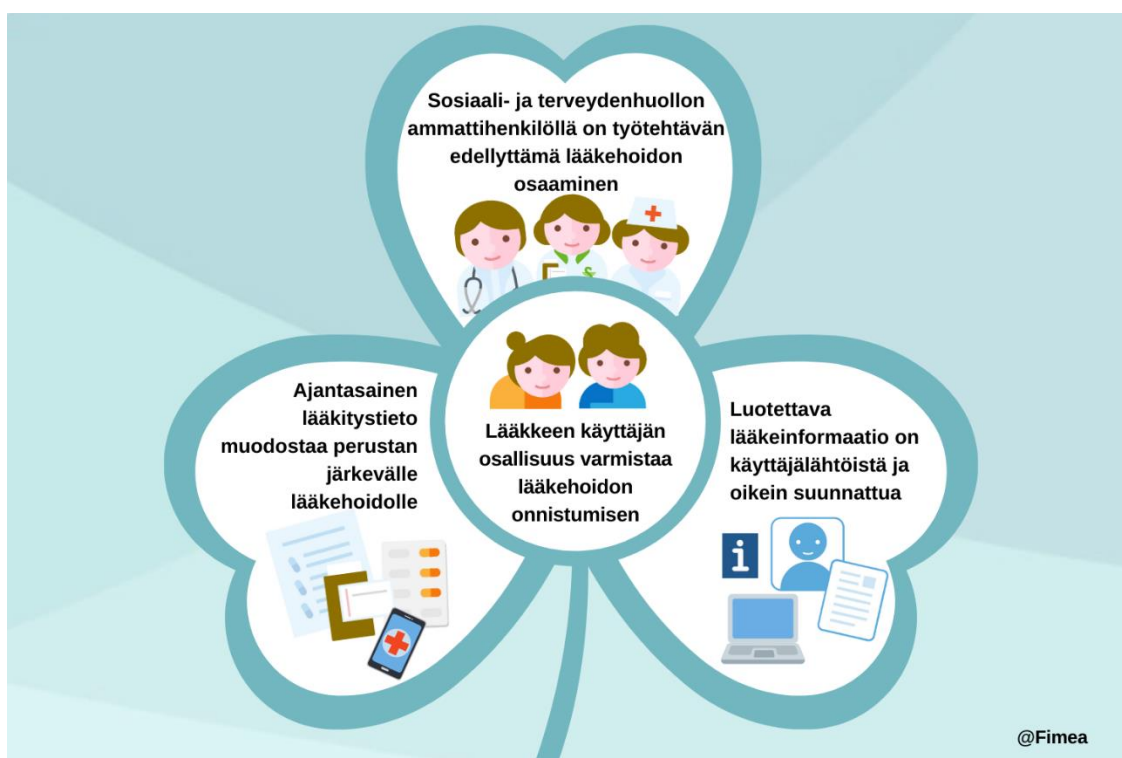 Sosiaali- ja terveydenhuollon
ammattihenkilöllä on työtehtävän
edellyttämä lääkehoidon
osaaminen
Ajantasainen
lääkitystieto
muodostaa perustan
järkevälle
lääkehoidolle
Lääkkeen käyttäjän
osallisuus varmistaa
lääkehoidon
onnistumisen
Luotettava
lääkeinformaatio on
käyttäjälähtöistä ja
oikein suunnattua
i
@Fimea